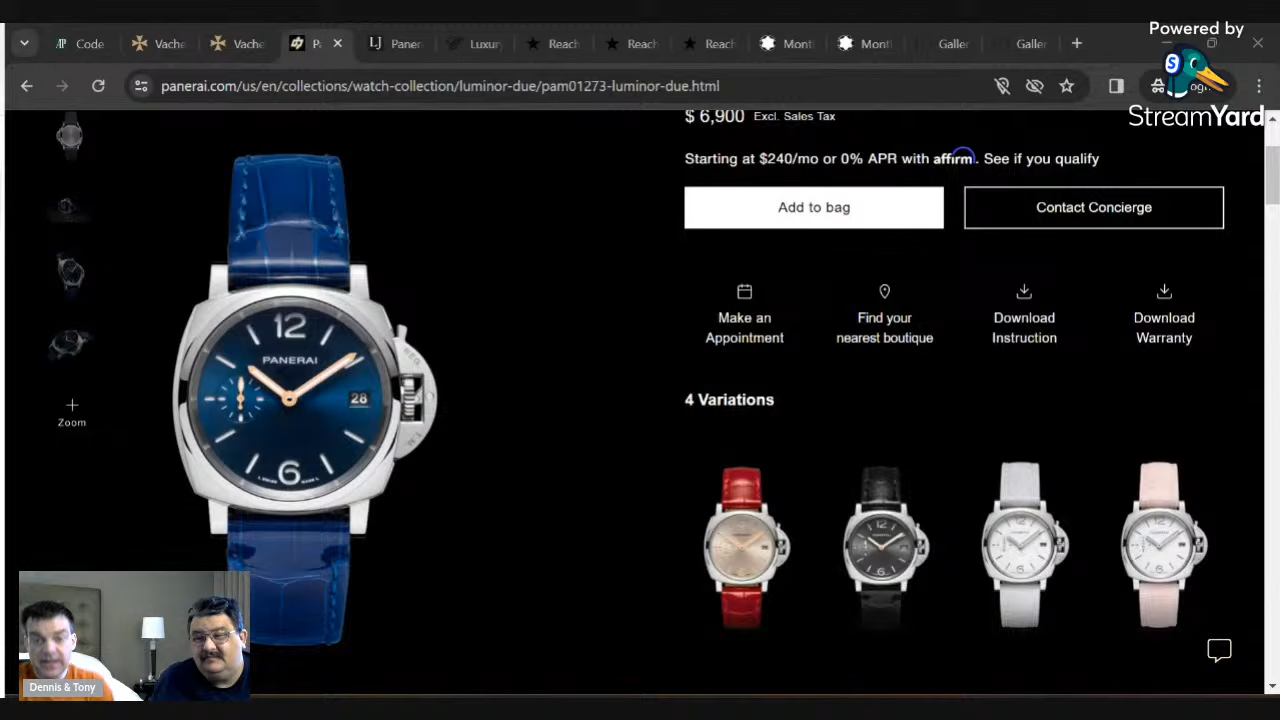 Powered by
StreamYard
Code
Vache
Vache
P
Paner
Luxur
Reach
Reach
Reach
Mont
Mont
Galler
Galler
panerai.com/us/en/collections/watch-collection/luminor-due/pam01273-luminor-due.html
$ 6,900 Excl. Sales Tax
Starting at $240/mo or 0% APR with affirm. See if you qualify
Add to bag
Contact Concierge
Make an
Appointment
Find your
nearest boutique
Download
Instruction
Download
Warranty
4 Variations
Zoom
12
PANERAI
28
6
Dennis & Tony